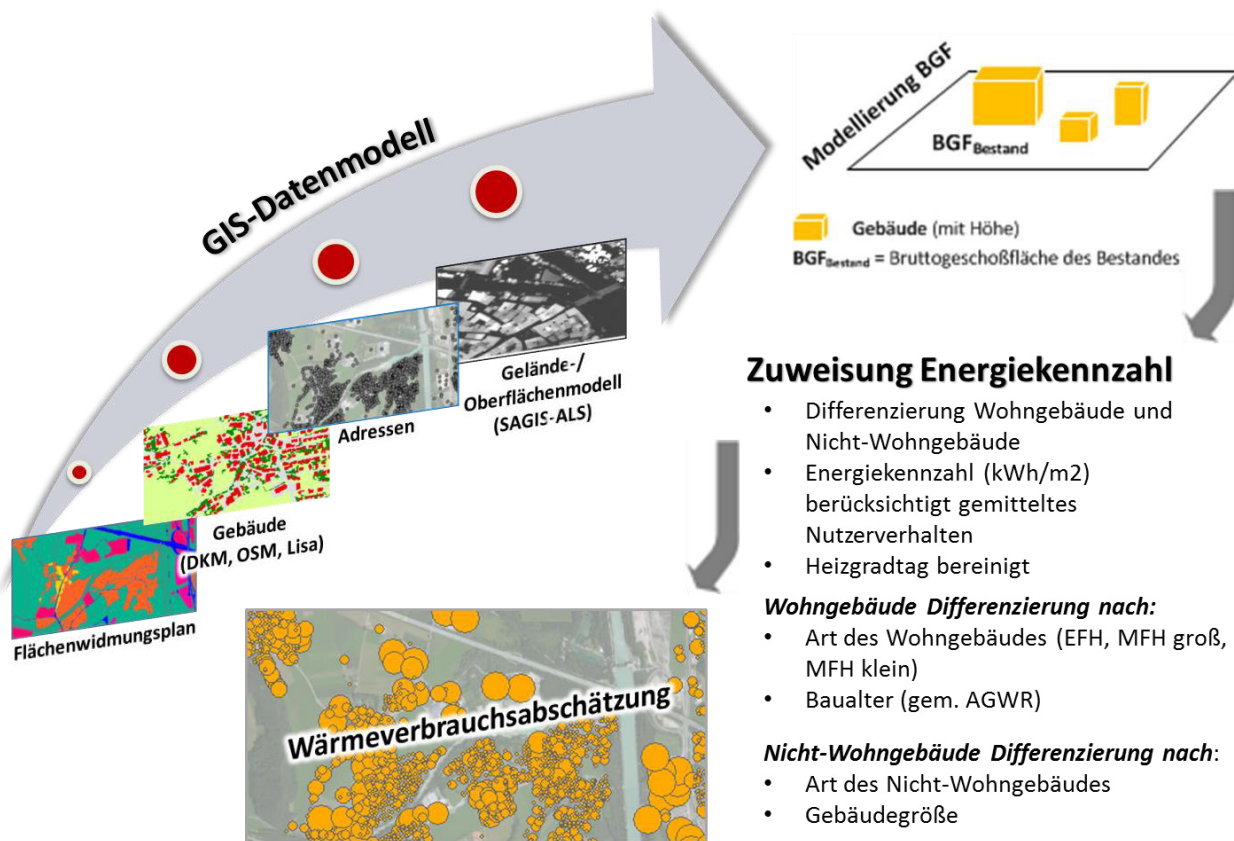 GIS-Datenmodell
Flächenwidmungsplan
Gebäude
(DKM, OSM, Lisa)
Adressen
Gelände-/
Oberflächenmodell
(SAGIS-ALS)
Modellierung BGF
BGFBestand
Gebäude (mit Höhe)
BGFBestand = Bruttogeschoßfläche des Bestandes
Zuweisung Energiekennzahl
• Differenzierung Wohngebäude und
Nicht-Wohngebäude
• Energiekennzahl (kWh/m2)
berücksichtigt gemitteltes
Nutzerverhalten
• Heizgradtag bereinigt
Wohngebäude Differenzierung nach:
• Art des Wohngebäudes (EFH, MFH groß,
MFH klein)
• Baualter (gem. AGWR)
Nicht-Wohngebäude Differenzierung nach:
• Art des Nicht-Wohngebäudes
• Gebäudegröße
Wärmeverbrauchsabschätzung